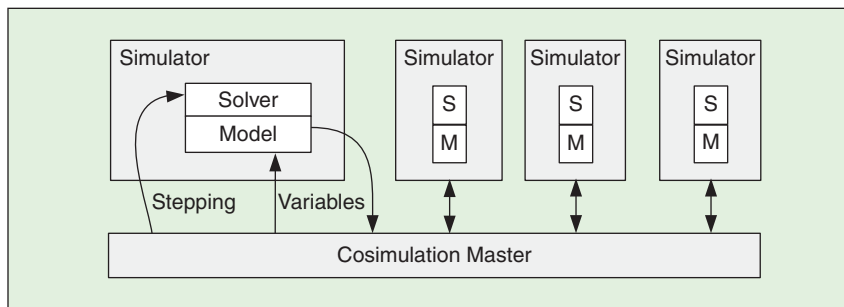 Simulator
Solver
Model
Stepping
Variables
Simulator
S
M
Simulator
S
M
Simulator
S
M
Cosimulation Master